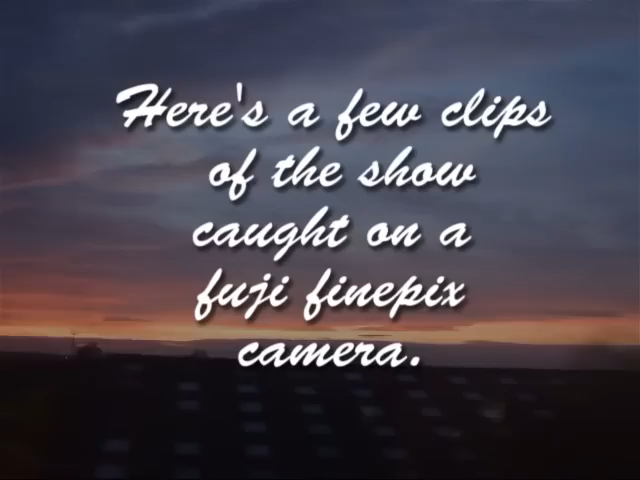 Here's a few clips
of the show
caught on a
fuji finepix
camera.